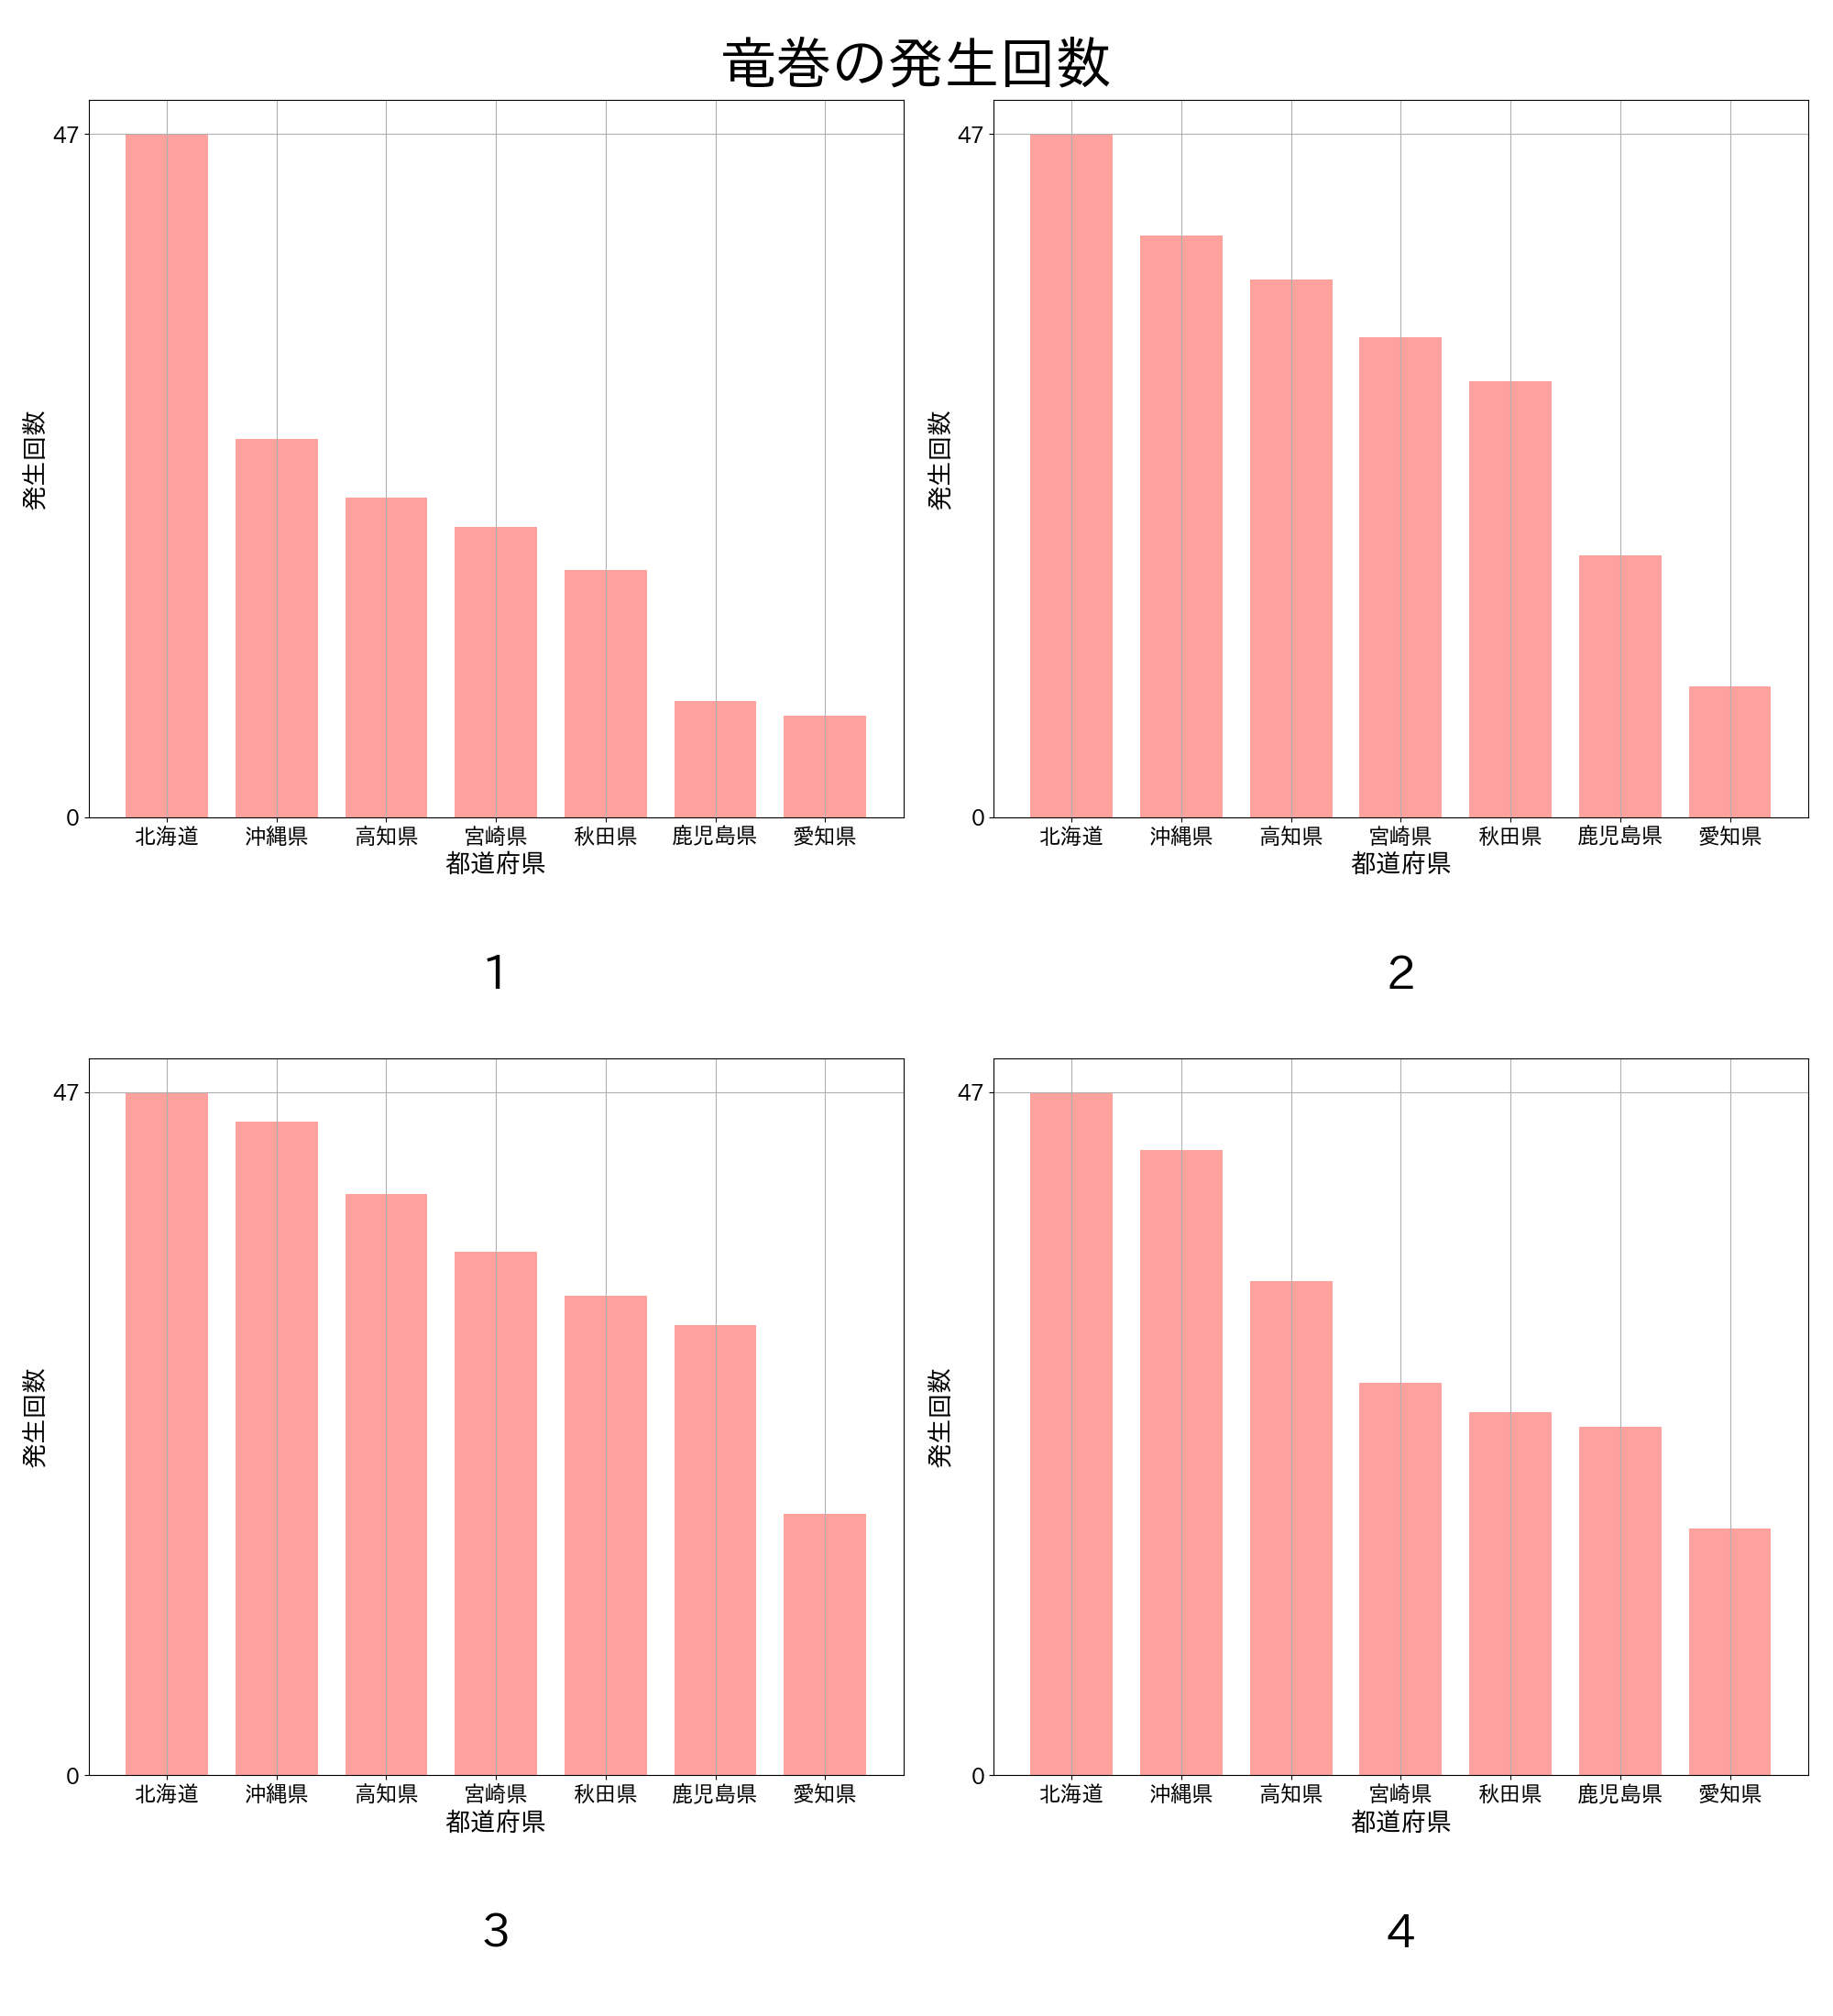 竜巻の発生回数
47
0
発生回数
北海道 沖縄県 高知県 宮崎県 秋田県 鹿児島県 愛知県
都道府県
1
47
0
発生回数
北海道 沖縄県 高知県 宮崎県 秋田県 鹿児島県 愛知県
都道府県
2
47
0
発生回数
北海道 沖縄県 高知県 宮崎県 秋田県 鹿児島県 愛知県
都道府県
3
47
0
発生回数
北海道 沖縄県 高知県 宮崎県 秋田県 鹿児島県 愛知県
都道府県
4